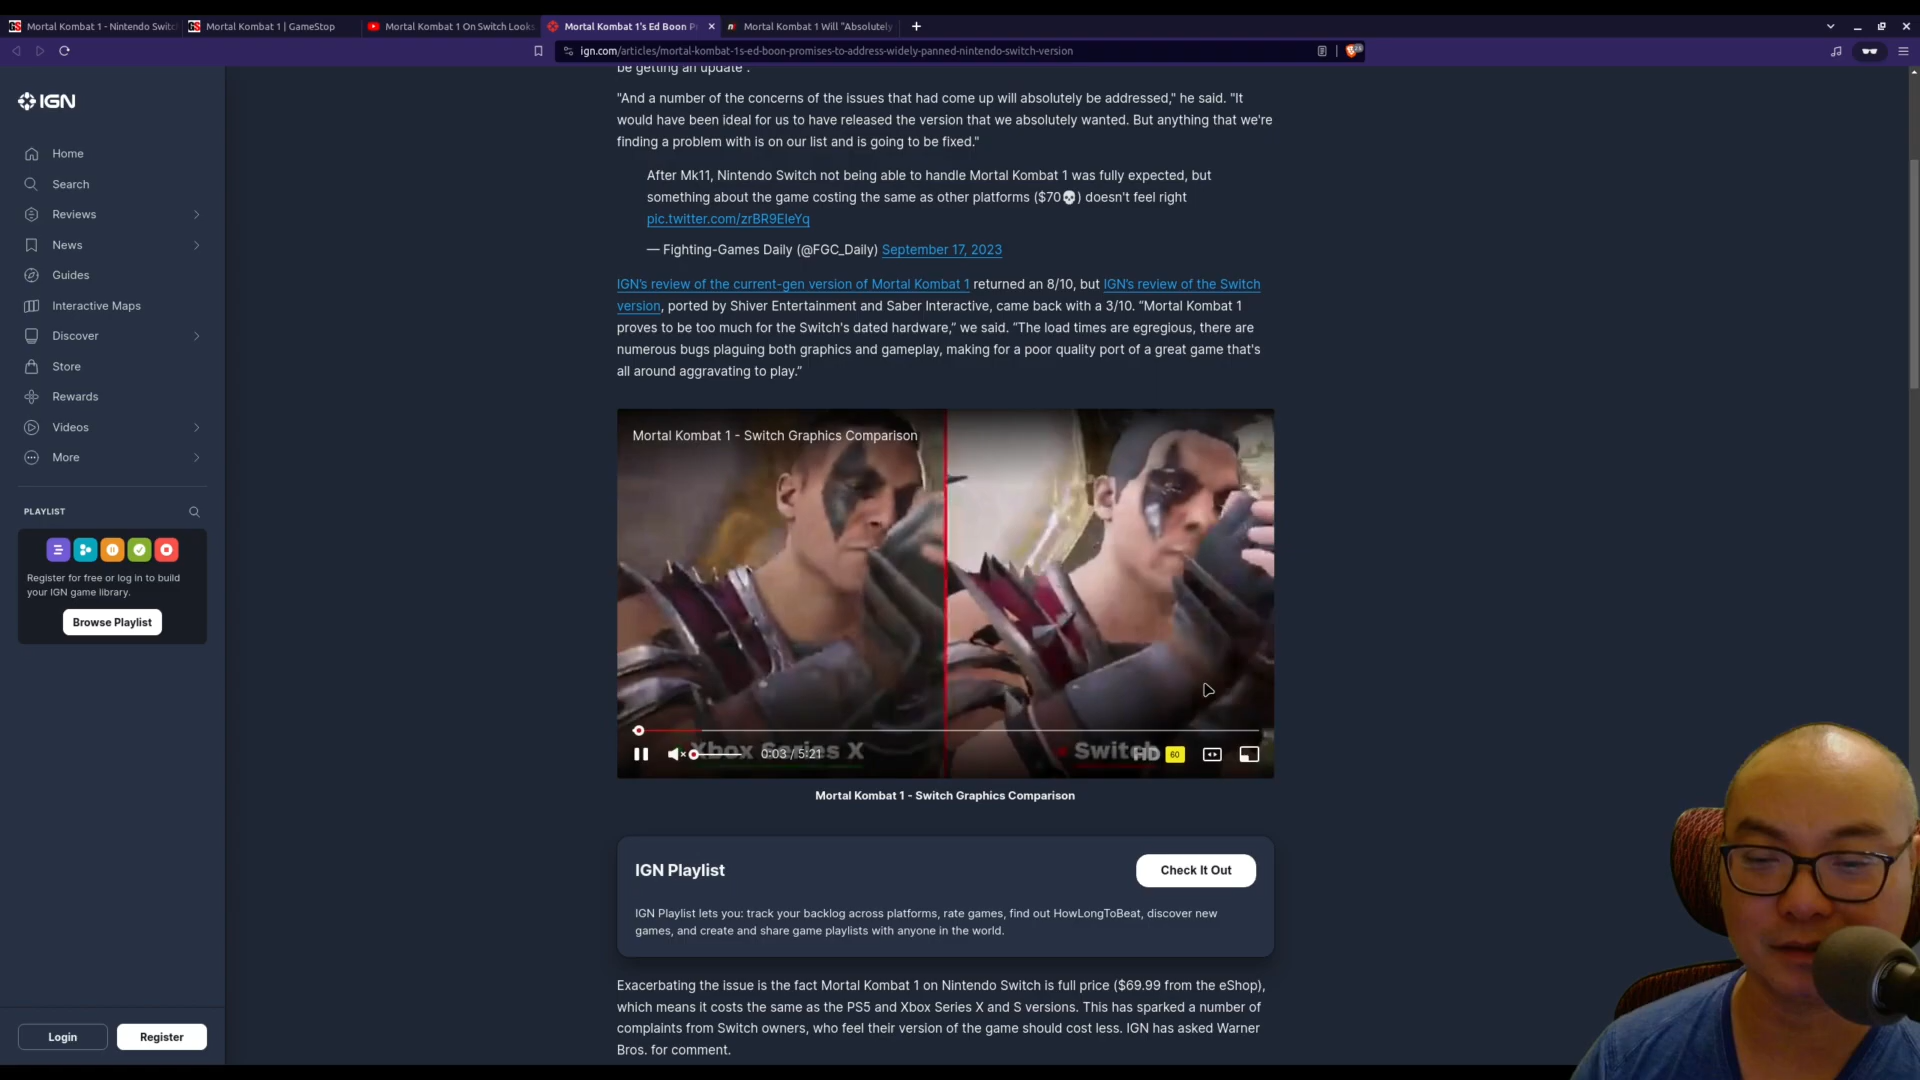 Mortal Kombat 1 - Nintendo Switc
Mortal Kombat 1 | GameStop
Mortal Kombat 1 On Switch Looks
Mortal Kombat 1's Ed Boon P
Mortal Kombat 1 Will "Absolutely
ign.com/articles/mortal-kombat-1s-ed-boon-promises-to-address-widely-panned-nintendo-switch-version
IGN
Home
Search
Reviews
News
Guides
Interactive Maps
Discover
Store
Rewards
Videos
More
PLAYLIST
Register for free or log in to build
your IGN game library.
Browse Playlist
Login
Register
be getting an update".
"And a number of the concerns of the issues that had come up will absolutely be addressed," he said. "It
would have been ideal for us to have released the version that we absolutely wanted. But anything that we're
finding a problem with is on our list and is going to be fixed."
After Mk11, Nintendo Switch not being able to handle Mortal Kombat 1 was fully expected, but
something about the game costing the same as other platforms ($70💀) doesn't feel right
pic.twitter.com/zrBR9EIeYq
— Fighting-Games Daily (@FGC_Daily) September 17, 2023
IGN's review of the current-gen version of Mortal Kombat 1 returned an 8/10, but IGN's review of the Switch
version, ported by Shiver Entertainment and Saber Interactive, came back with a 3/10. “Mortal Kombat 1
proves to be too much for the Switch's dated hardware,” we said. “The load times are egregious, there are
numerous bugs plaguing both graphics and gameplay, making for a poor quality port of a great game that's
all around aggravating to play.”
Mortal Kombat 1 - Switch Graphics Comparison
Xbox Series X
0:03 / 5:21
Switch
HD
60
Mortal Kombat 1 - Switch Graphics Comparison
IGN Playlist
Check It Out
IGN Playlist lets you: track your backlog across platforms, rate games, find out HowLongToBeat, discover new
games, and create and share game playlists with anyone in the world.
Exacerbating the issue is the fact Mortal Kombat 1 on Nintendo Switch is full price ($69.99 from the eShop),
which means it costs the same as the PS5 and Xbox Series X and S versions. This has sparked a number of
complaints from Switch owners, who feel their version of the game should cost less. IGN has asked Warner
Bros. for comment.